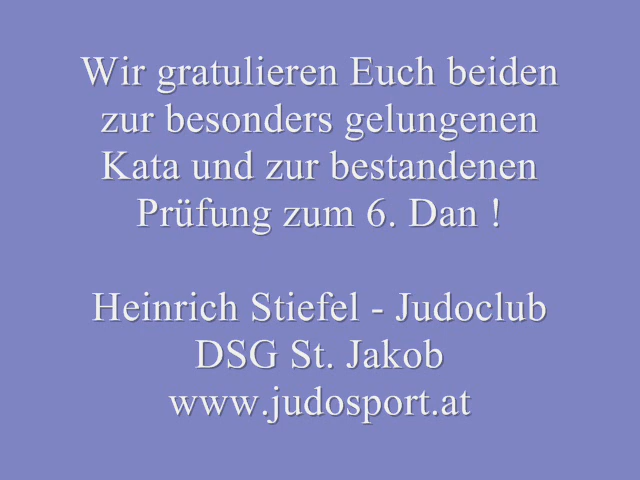 Wir gratulieren Euch beiden
zur besonders gelungenen
Kata und zur bestandenen
Prüfung zum 6. Dan !
Heinrich Stiefel - Judoclub
DSG St. Jakob
www.judosport.at